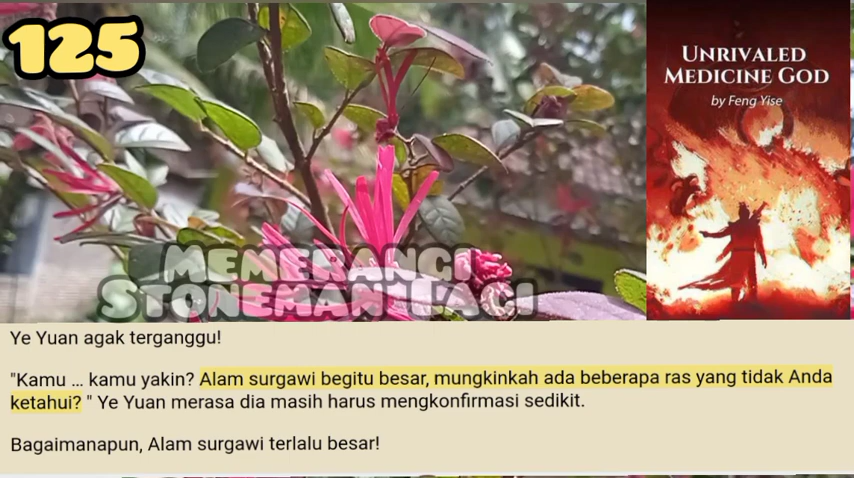 125
UNRIVALED
MEDICINE GOD
by Feng Yise
MEMERANGI
STONEMAN LAGI
Ye Yuan agak terganggu!
"Kamu ... kamu yakin? Alam surgawi begitu besar, mungkinkah ada beberapa ras yang tidak Anda
ketahui? " Ye Yuan merasa dia masih harus mengkonfirmasi sedikit.
Bagaimanapun, Alam surgawi terlalu besar!